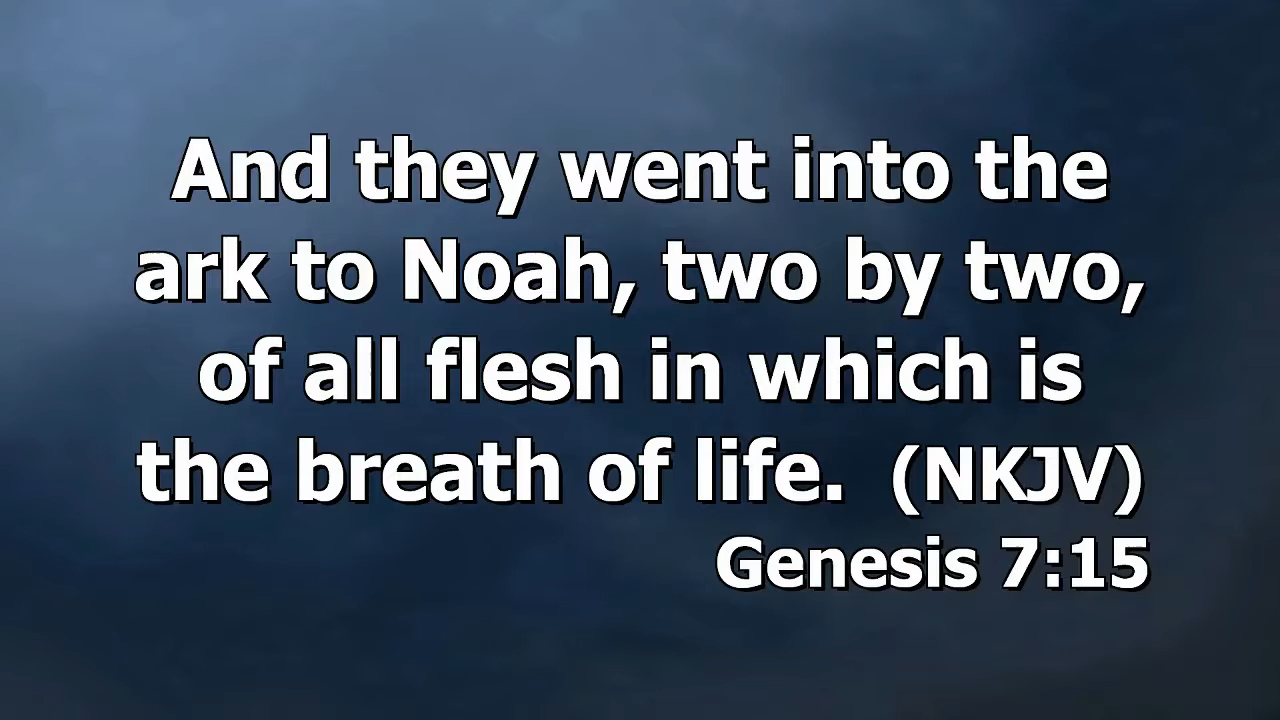 And they went into the
ark to Noah, two by two,
of all flesh in which is
the breath of life. (NKJV)
Genesis 7:15